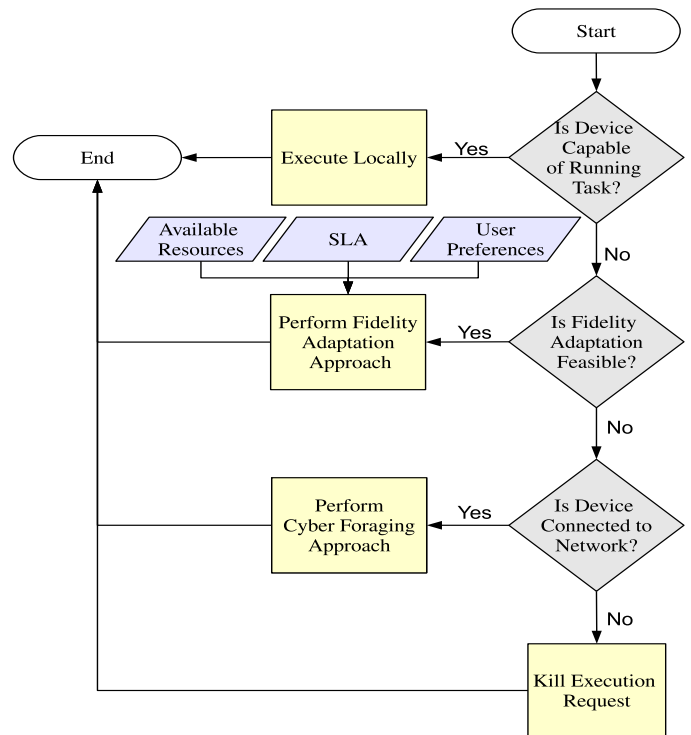 Start
Is Device
Capable
of Running
Task?
Yes
Execute Locally
End
No
Available
Resources
SLA
User
Preferences
Is Fidelity
Adaptation
Feasible?
Yes
Perform Fidelity
Adaptation
Approach
No
Is Device
Connected to
Network?
Yes
Perform
Cyber Foraging
Approach
No
Kill Execution
Request